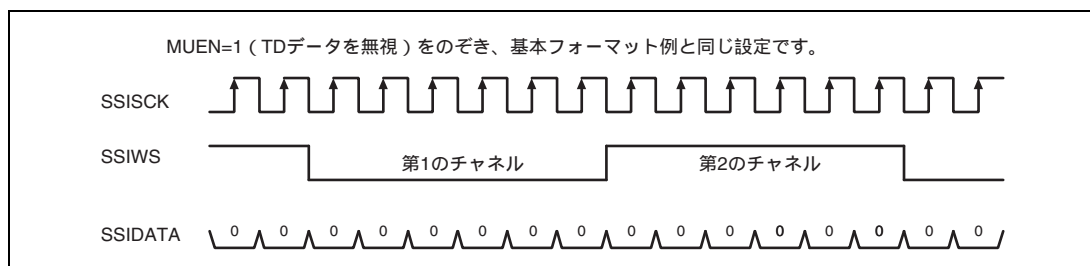 MUEN=1(TDデータを無視)をのぞき、基本フォーマット例と同じ設定です。
SSISCK
SSIWS 第1のチャネル 第2のチャネル
SSIDATA 0 0 0 0 0 0 0 0 0 0 0 0 0 0 0 0